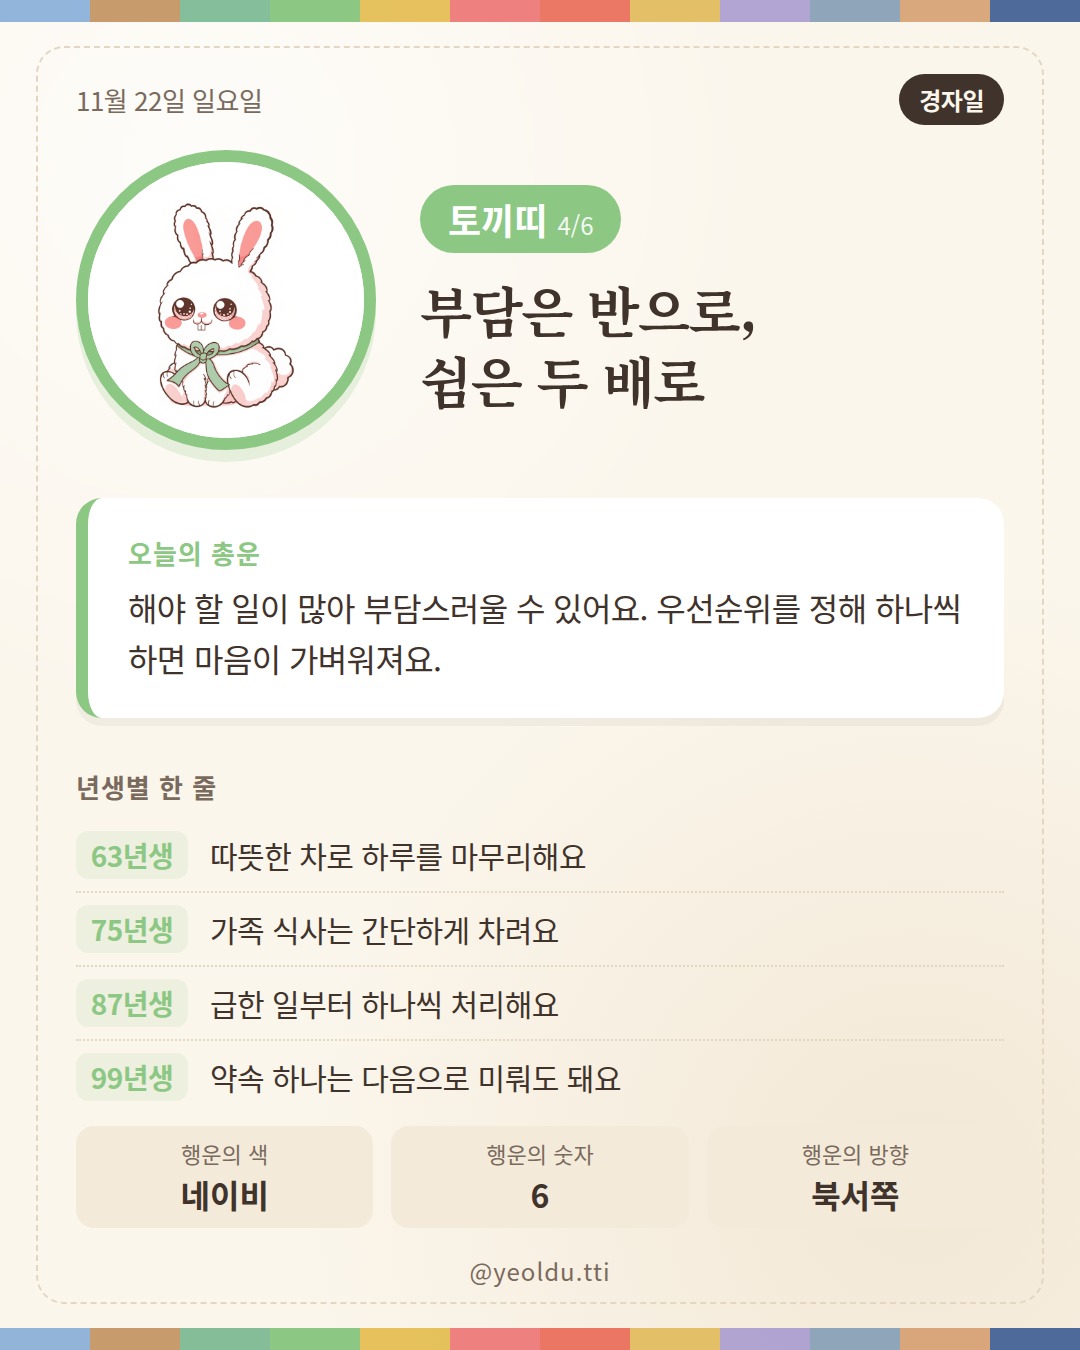 11월 22일 일요일
경자일
토끼띠 4/6
부담은 반으로,
쉼은 두 배로
오늘의 총운
해야 할 일이 많아 부담스러울 수 있어요. 우선순위를 정해 하나씩
하면 마음이 가벼워져요.
년생별 한 줄
63년생 따뜻한 차로 하루를 마무리해요
75년생 가족 식사는 간단하게 차려요
87년생 급한 일부터 하나씩 처리해요
99년생 약속 하나는 다음으로 미뤄도 돼요
행운의 색
네이비
행운의 숫자
6
행운의 방향
북서쪽
@yeoldu.tti